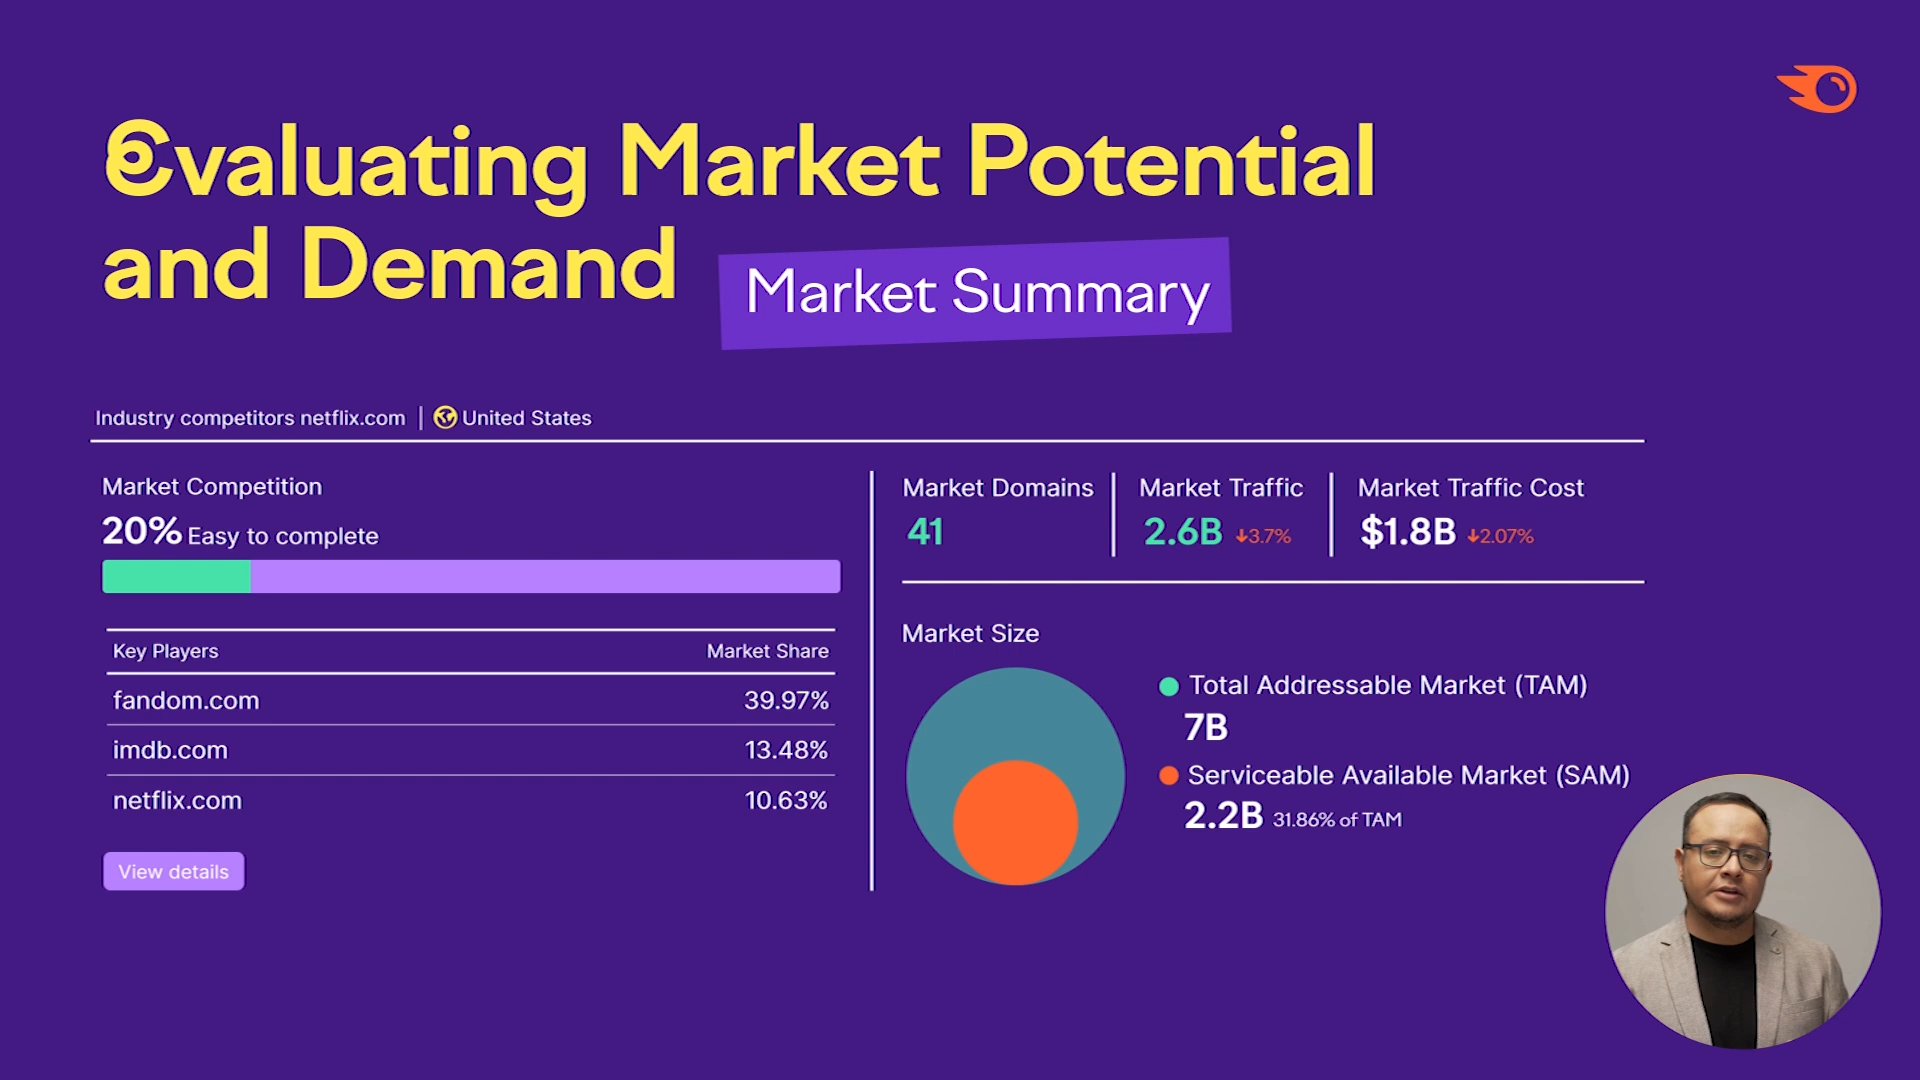 Evaluating Market Potential
and Demand
Market Summary
Industry competitors netflix.com | United States
Market Competition
20% Easy to complete
Key Players Market Share
fandom.com 39.97%
imdb.com 13.48%
netflix.com 10.63%
View details
Market Domains Market Traffic Market Traffic Cost
41 2.6B ↓3.7% $1.8B ↓2.07%
Market Size
Total Addressable Market (TAM)
7B
Serviceable Available Market (SAM)
2.2B 31.86% of TAM